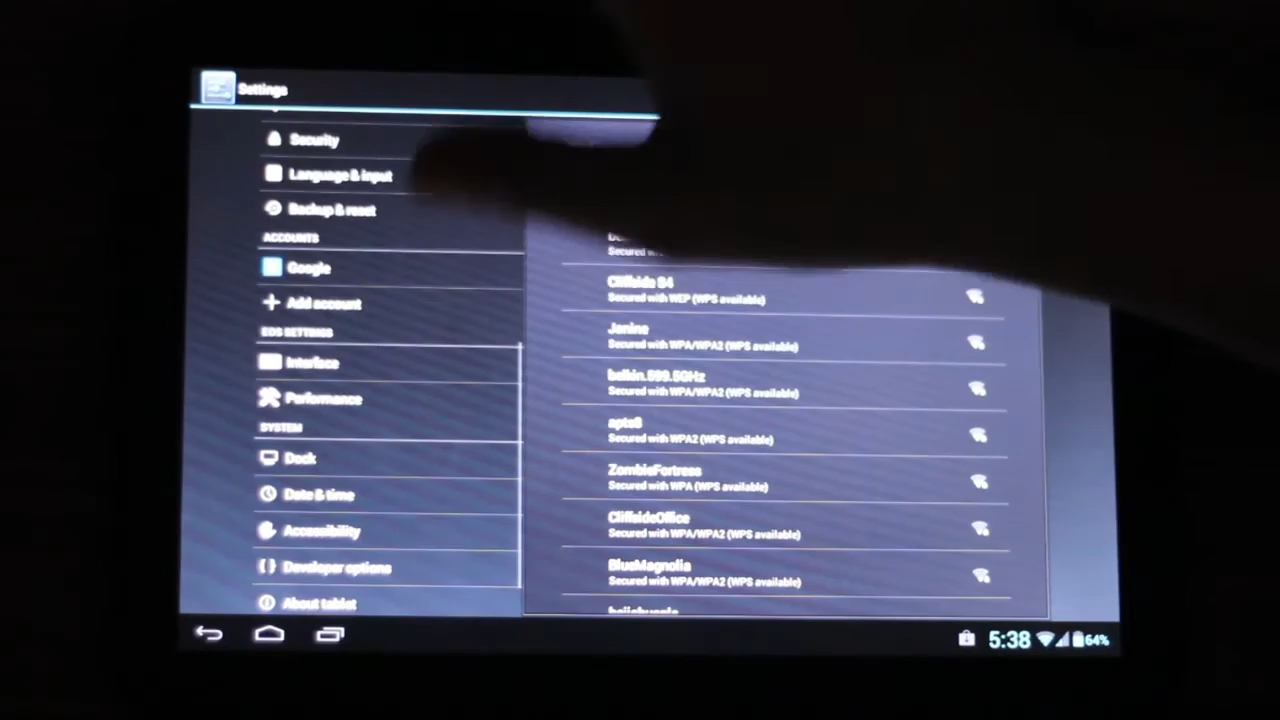 Settings
Security
Language & input
Backup & reset
ACCOUNTS
Google
Add account
EOS SETTINGS
Interface
Performance
SYSTEM
Dock
Date & time
Accessibility
Developer options
About tablet
Secured
Cliffside B4
Secured with WEP (WPS available)
Janine
Secured with WPA/WPA2 (WPS available)
belkin.599.5GHz
Secured with WPA/WPA2 (WPS available)
apts8
Secured with WPA2 (WPS available)
ZombieFortress
Secured with WPA (WPS available)
CliffsideOffice
Secured with WPA/WPA2 (WPS available)
BlueMagnolia
Secured with WPA/WPA2 (WPS available)
5:38
64%